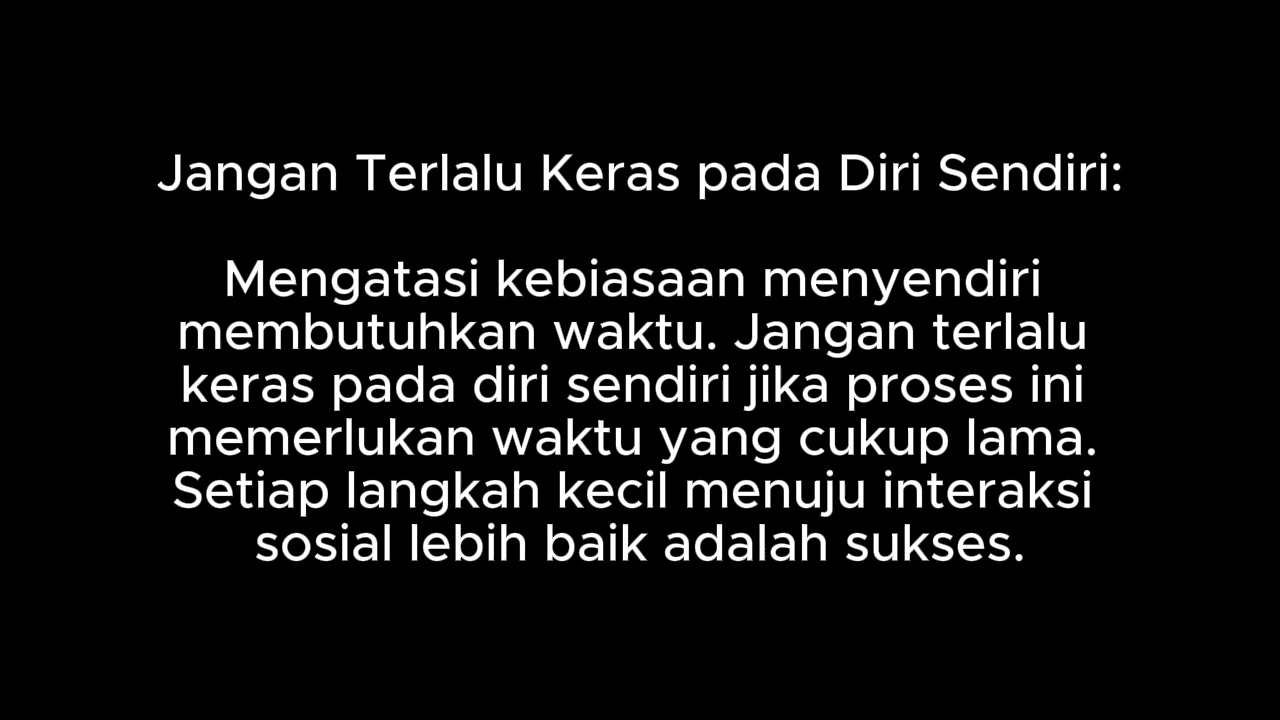 Jangan Terlalu Keras pada Diri Sendiri:
Mengatasi kebiasaan menyendiri
membutuhkan waktu. Jangan terlalu
keras pada diri sendiri jika proses ini
memerlukan waktu yang cukup lama.
Setiap langkah kecil menuju interaksi
sosial lebih baik adalah sukses.